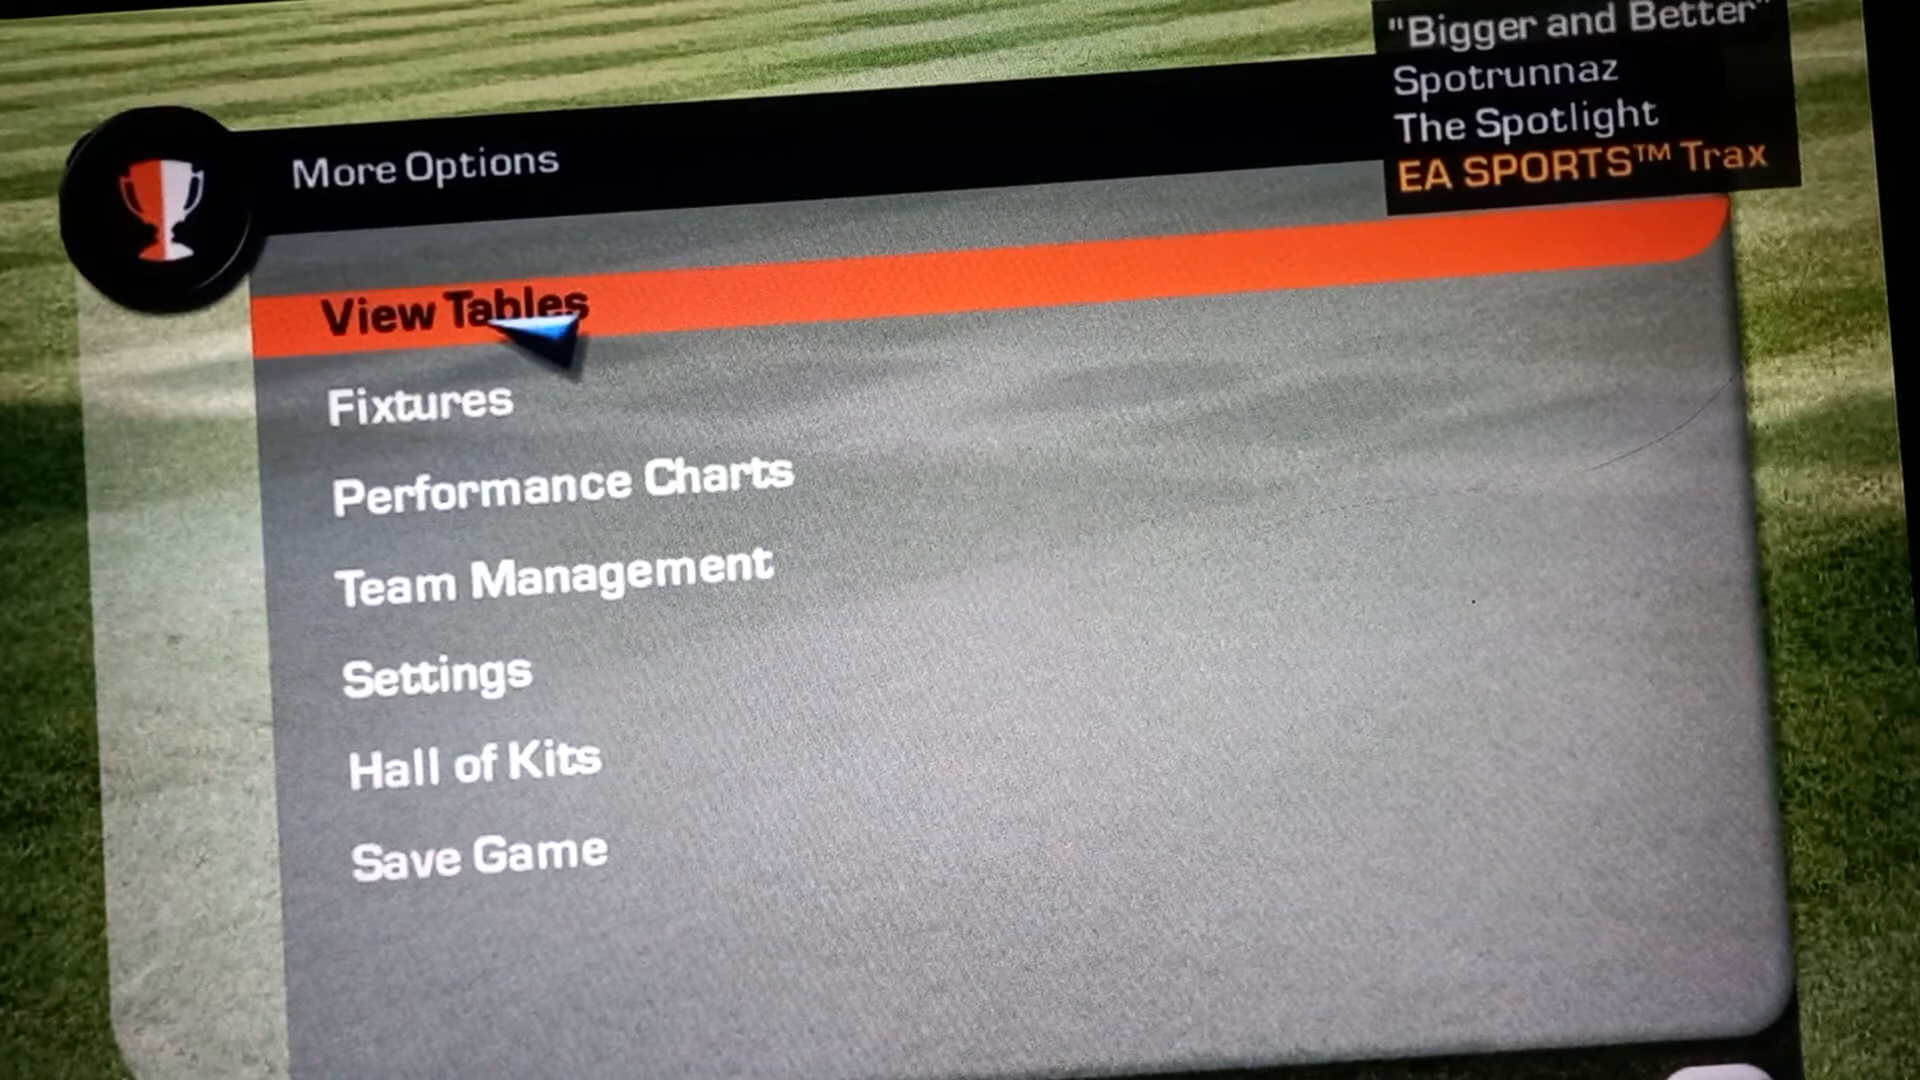 "Bigger and Better"
Spotrunnaz
The Spotlight
EA SPORTS™ Trax
More Options
View Tables
Fixtures
Performance Charts
Team Management
Settings
Hall of Kits
Save Game